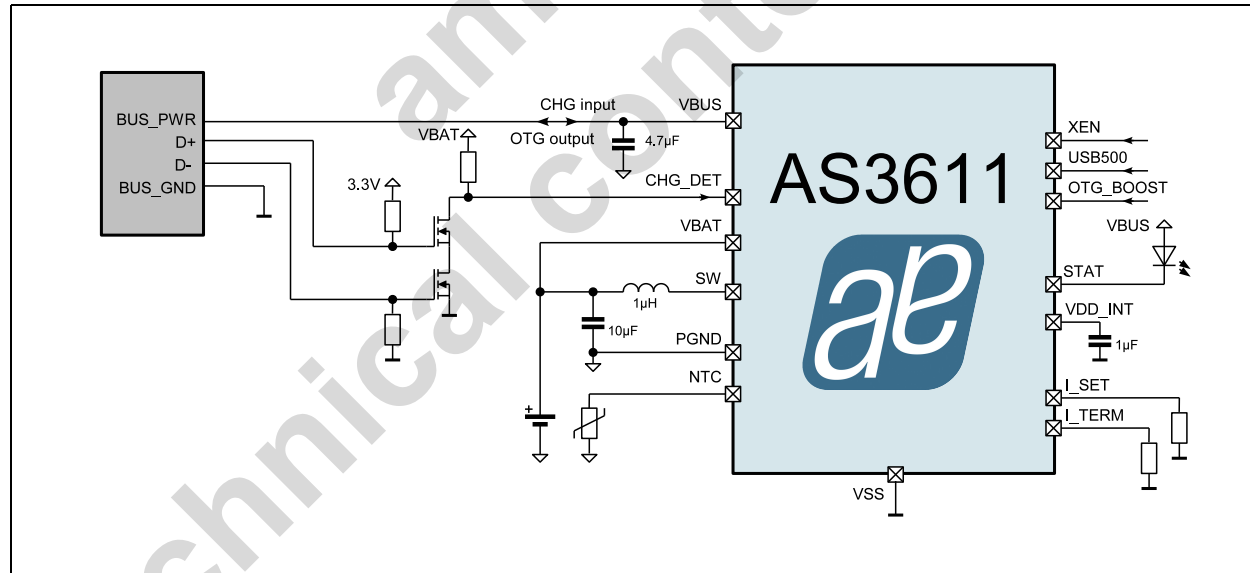 BUS_PWR
D+
D-
BUS_GND
CHG input
OTG output
VBAT
4.7µF
3.3V
VBUS
CHG_DET
VBAT
SW
1µH
10µF
PGND
NTC
+
AS3611
XEN
USB500
OTG_BOOST
VBUS
STAT
VDD_INT
1µF
I_SET
I_TERM
VSS